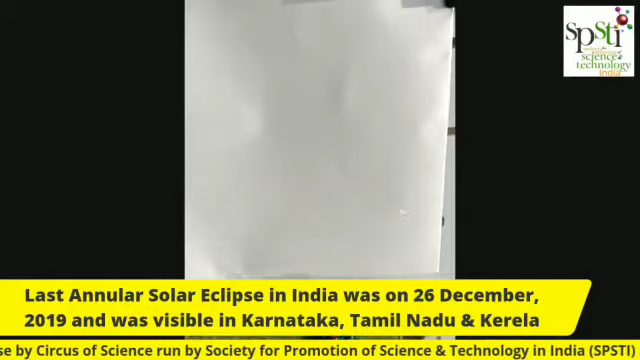 spsti
science &
technology
India
Last Annular Solar Eclipse in India was on 26 December,
2019 and was visible in Karnataka, Tamil Nadu & Kerela
se by Circus of Science run by Society for Promotion of Science & Technology in India (SPSTI)